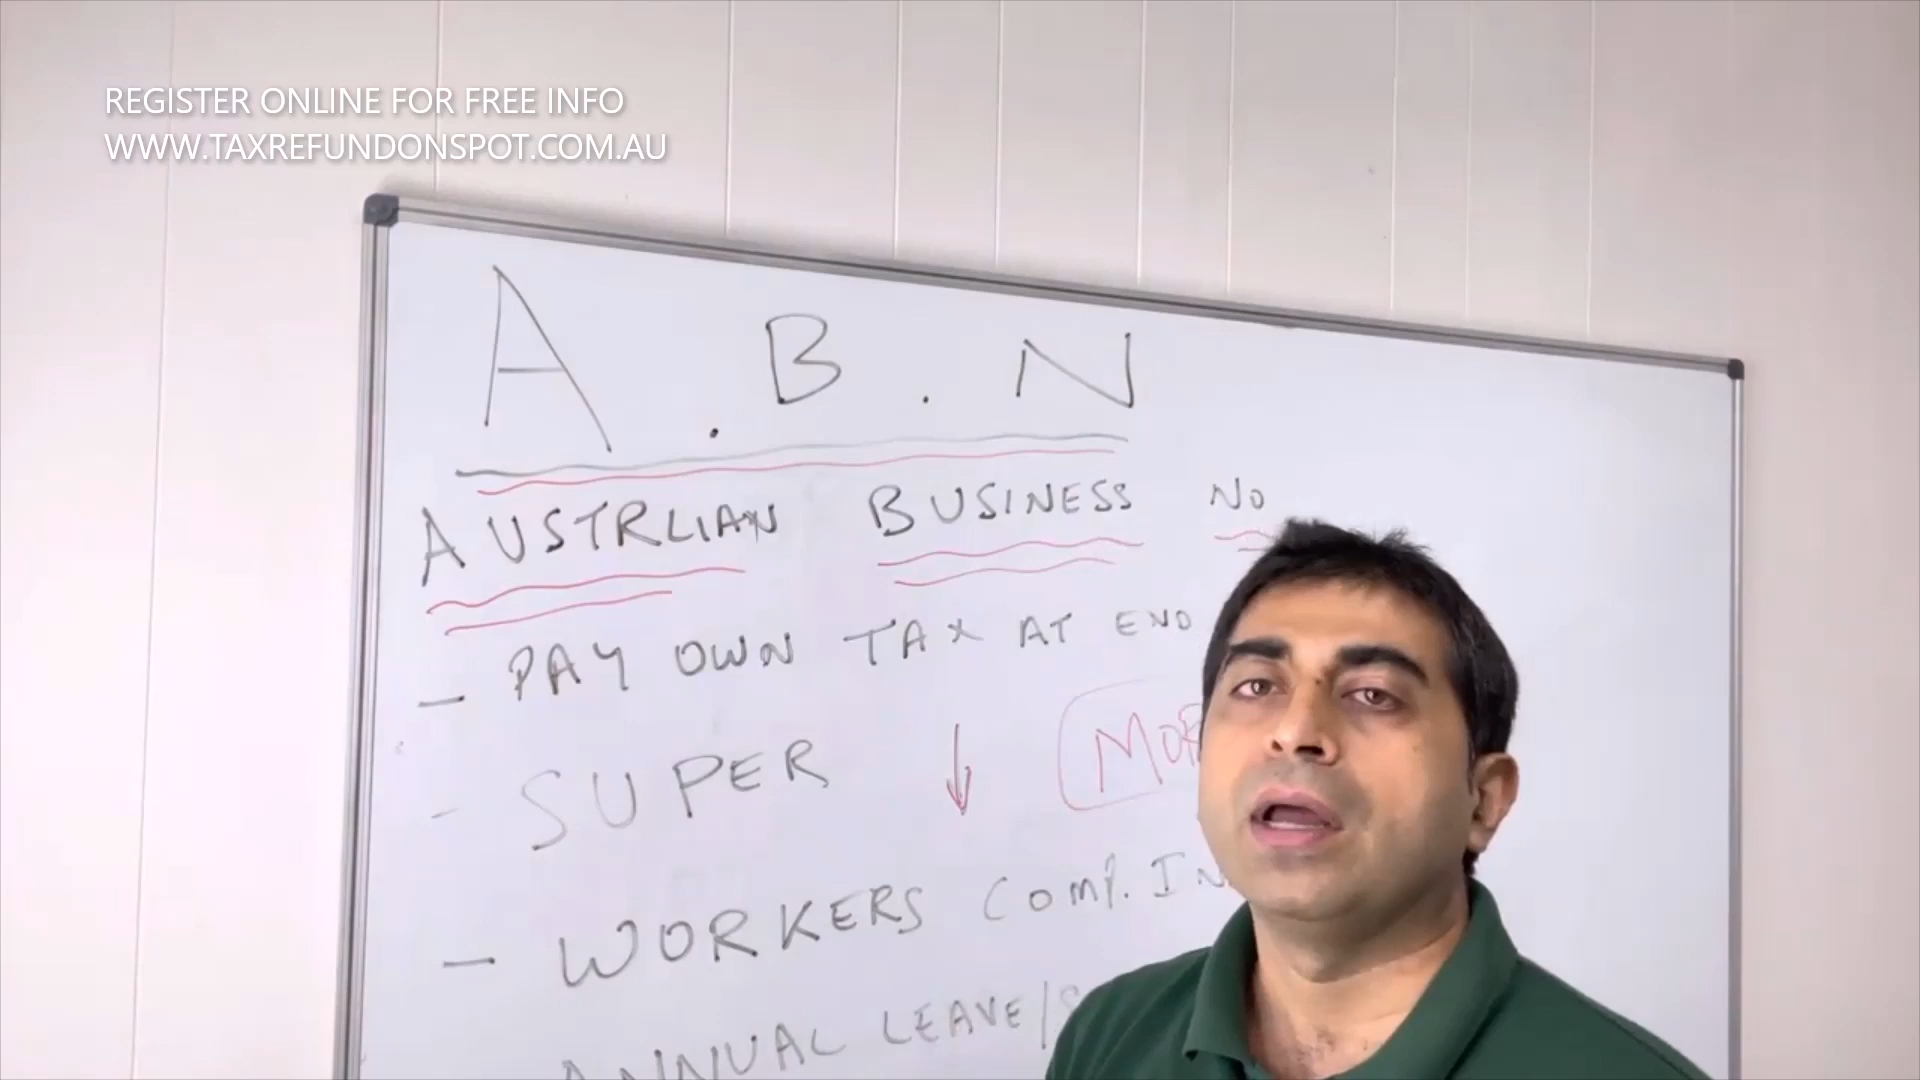 REGISTER ONLINE FOR FREE INFO
WWW.TAXREFUNDONSPOT.COM.AU
A.B.N
AUSTRLIAN BUSINESS NO
- PAY OWN TAX AT END
- SUPER ↓
- WORKERS COMP.
ANNUAL LEAVE/